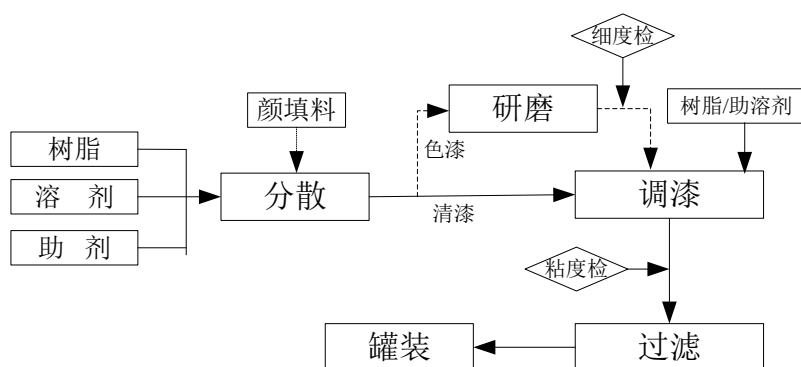 细度检
颜填料
研磨
树脂/助溶剂
树脂
色漆
溶 剂
分散
调漆
清漆
助 剂
粘度检
罐装
过滤